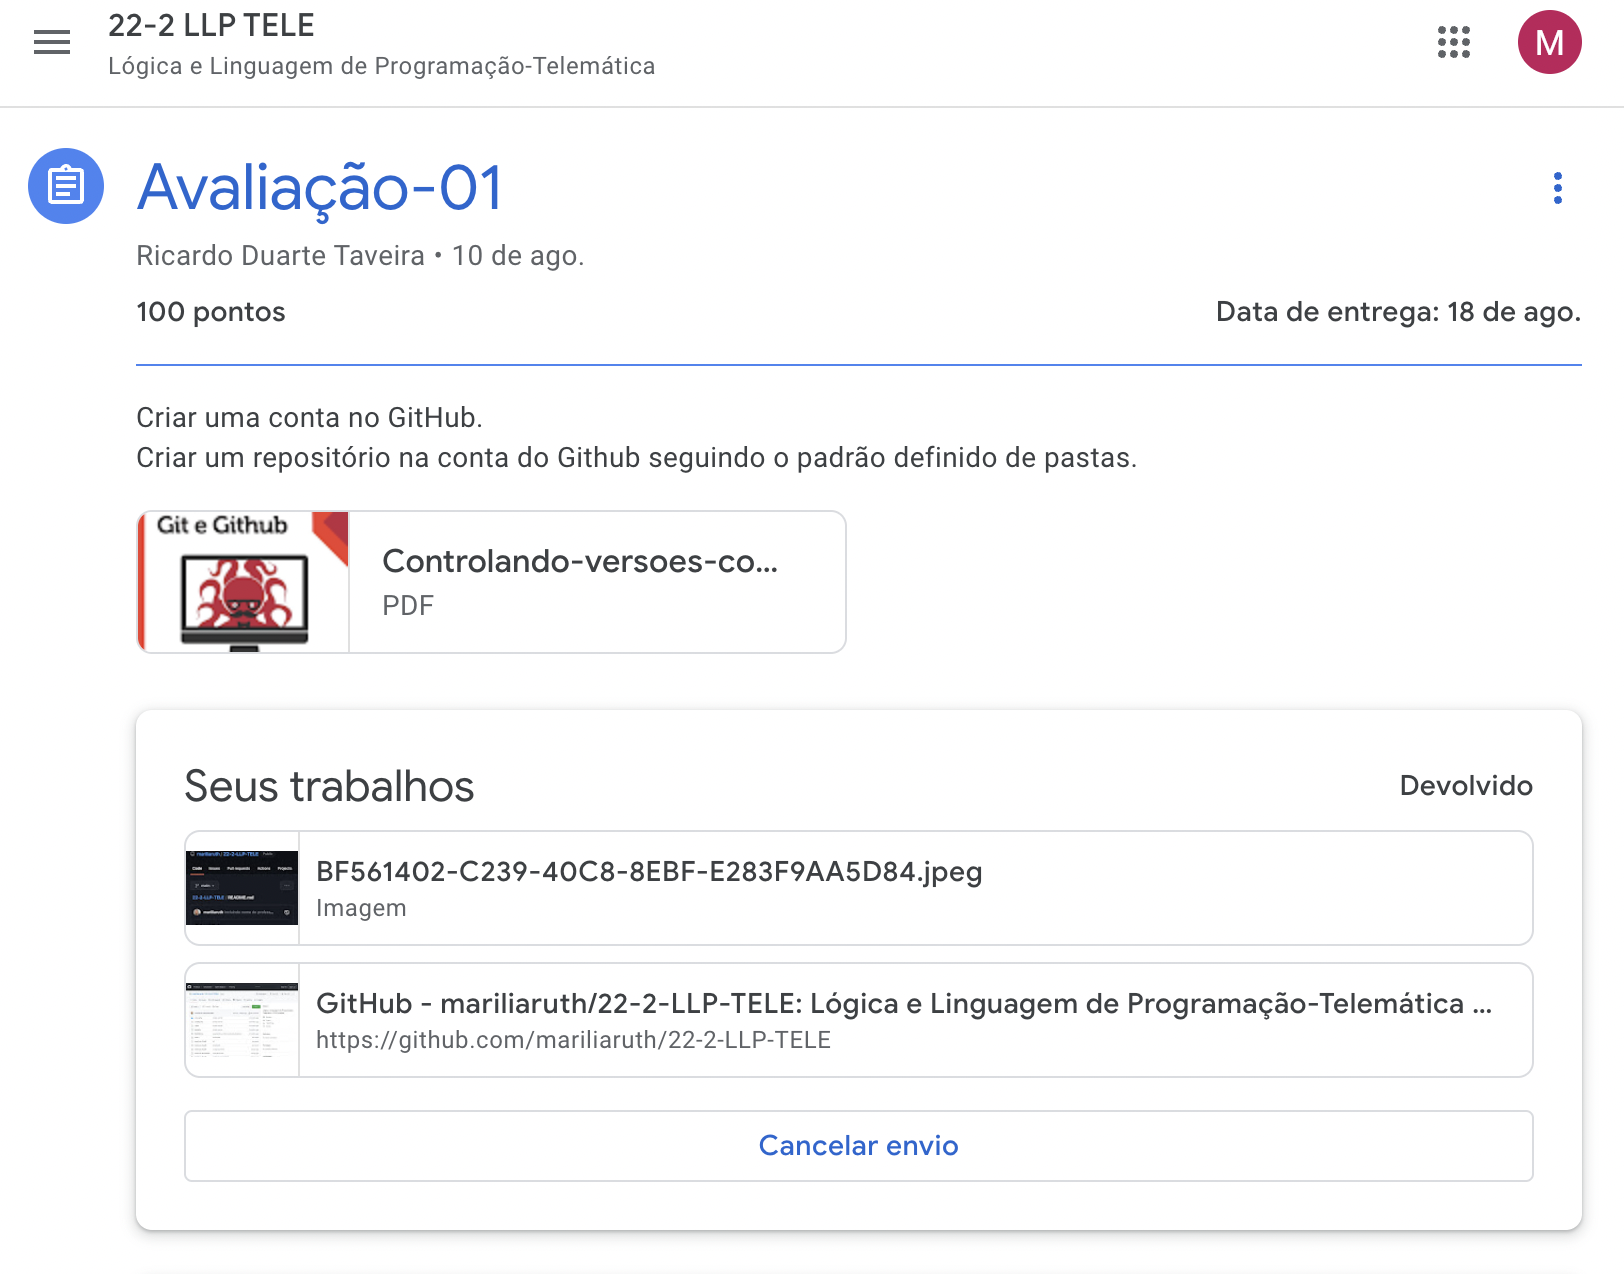 22-2 LLP TELE
Lógica e Linguagem de Programação-Telemática
M
Avaliação-01
Ricardo Duarte Taveira • 10 de ago.
100 pontos
Data de entrega: 18 de ago.
Criar uma conta no GitHub.
Criar um repositório na conta do Github seguindo o padrão definido de pastas.
Git e Github
Controlando-versoes-co...
PDF
Seus trabalhos
Devolvido
BF561402-C239-40C8-8EBF-E283F9AA5D84.jpeg
Imagem
GitHub - mariliaruth/22-2-LLP-TELE: Lógica e Linguagem de Programação-Telemática ...
https://github.com/mariliaruth/22-2-LLP-TELE
Cancelar envio